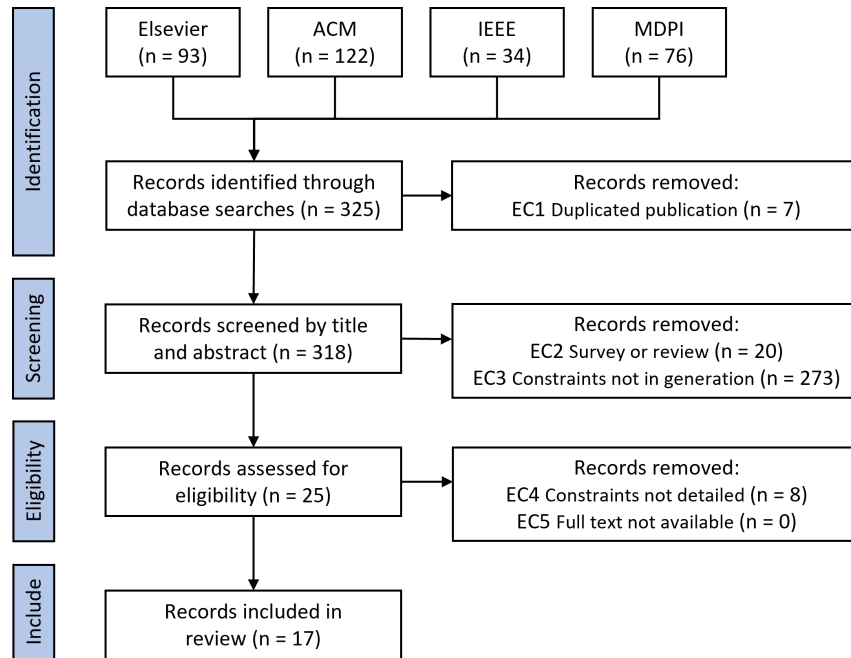 Elsevier
(n = 93)
ACM
(n = 122)
IEEE
(n = 34)
MDPI
(n = 76)
Identification
Records identified through
database searches (n = 325)
Records removed:
EC1 Duplicated publication (n = 7)
Screening
Records screened by title
and abstract (n = 318)
Records removed:
EC2 Survey or review (n = 20)
EC3 Constraints not in generation (n = 273)
Eligibility
Records assessed for
eligibility (n = 25)
Records removed:
EC4 Constraints not detailed (n = 8)
EC5 Full text not available (n = 0)
Include
Records included in
review (n = 17)